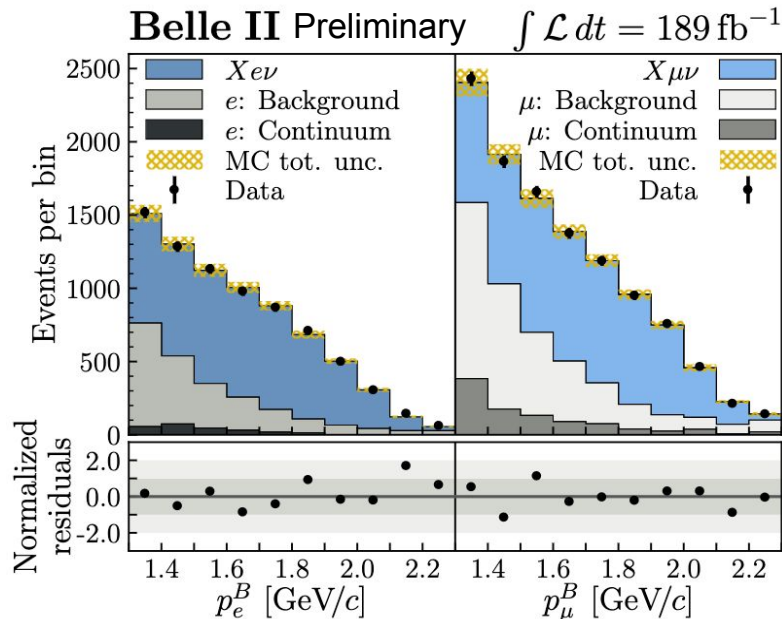 Belle II Preliminary ∫ 𝓛 dt = 189 fb⁻¹
Events per bin
2500
2000
1500
1000
500
0
Xeν
e: Background
e: Continuum
MC tot. unc.
Data
Xμν
μ: Background
μ: Continuum
MC tot. unc.
Data
Normalized
residuals
2.0
0.0
-2.0
1.4 1.6 1.8 2.0 2.2
1.4 1.6 1.8 2.0 2.2
p_e^B [GeV/c]
p_μ^B [GeV/c]